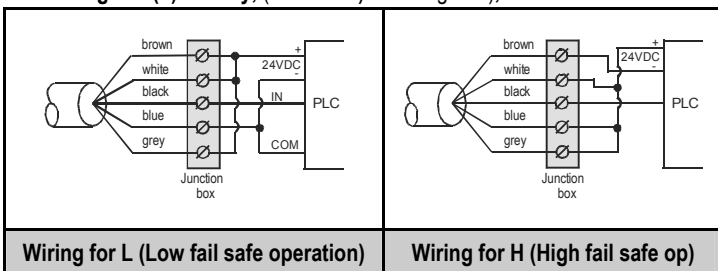 brown
white
black
blue
grey
Junction
box
+
24VDC
-
IN
COM
PLC
brown
white
black
blue
grey
Junction
box
+
24VDC
-
PLC
Wiring for L (Low fail safe operation)
Wiring for H (High fail safe op)